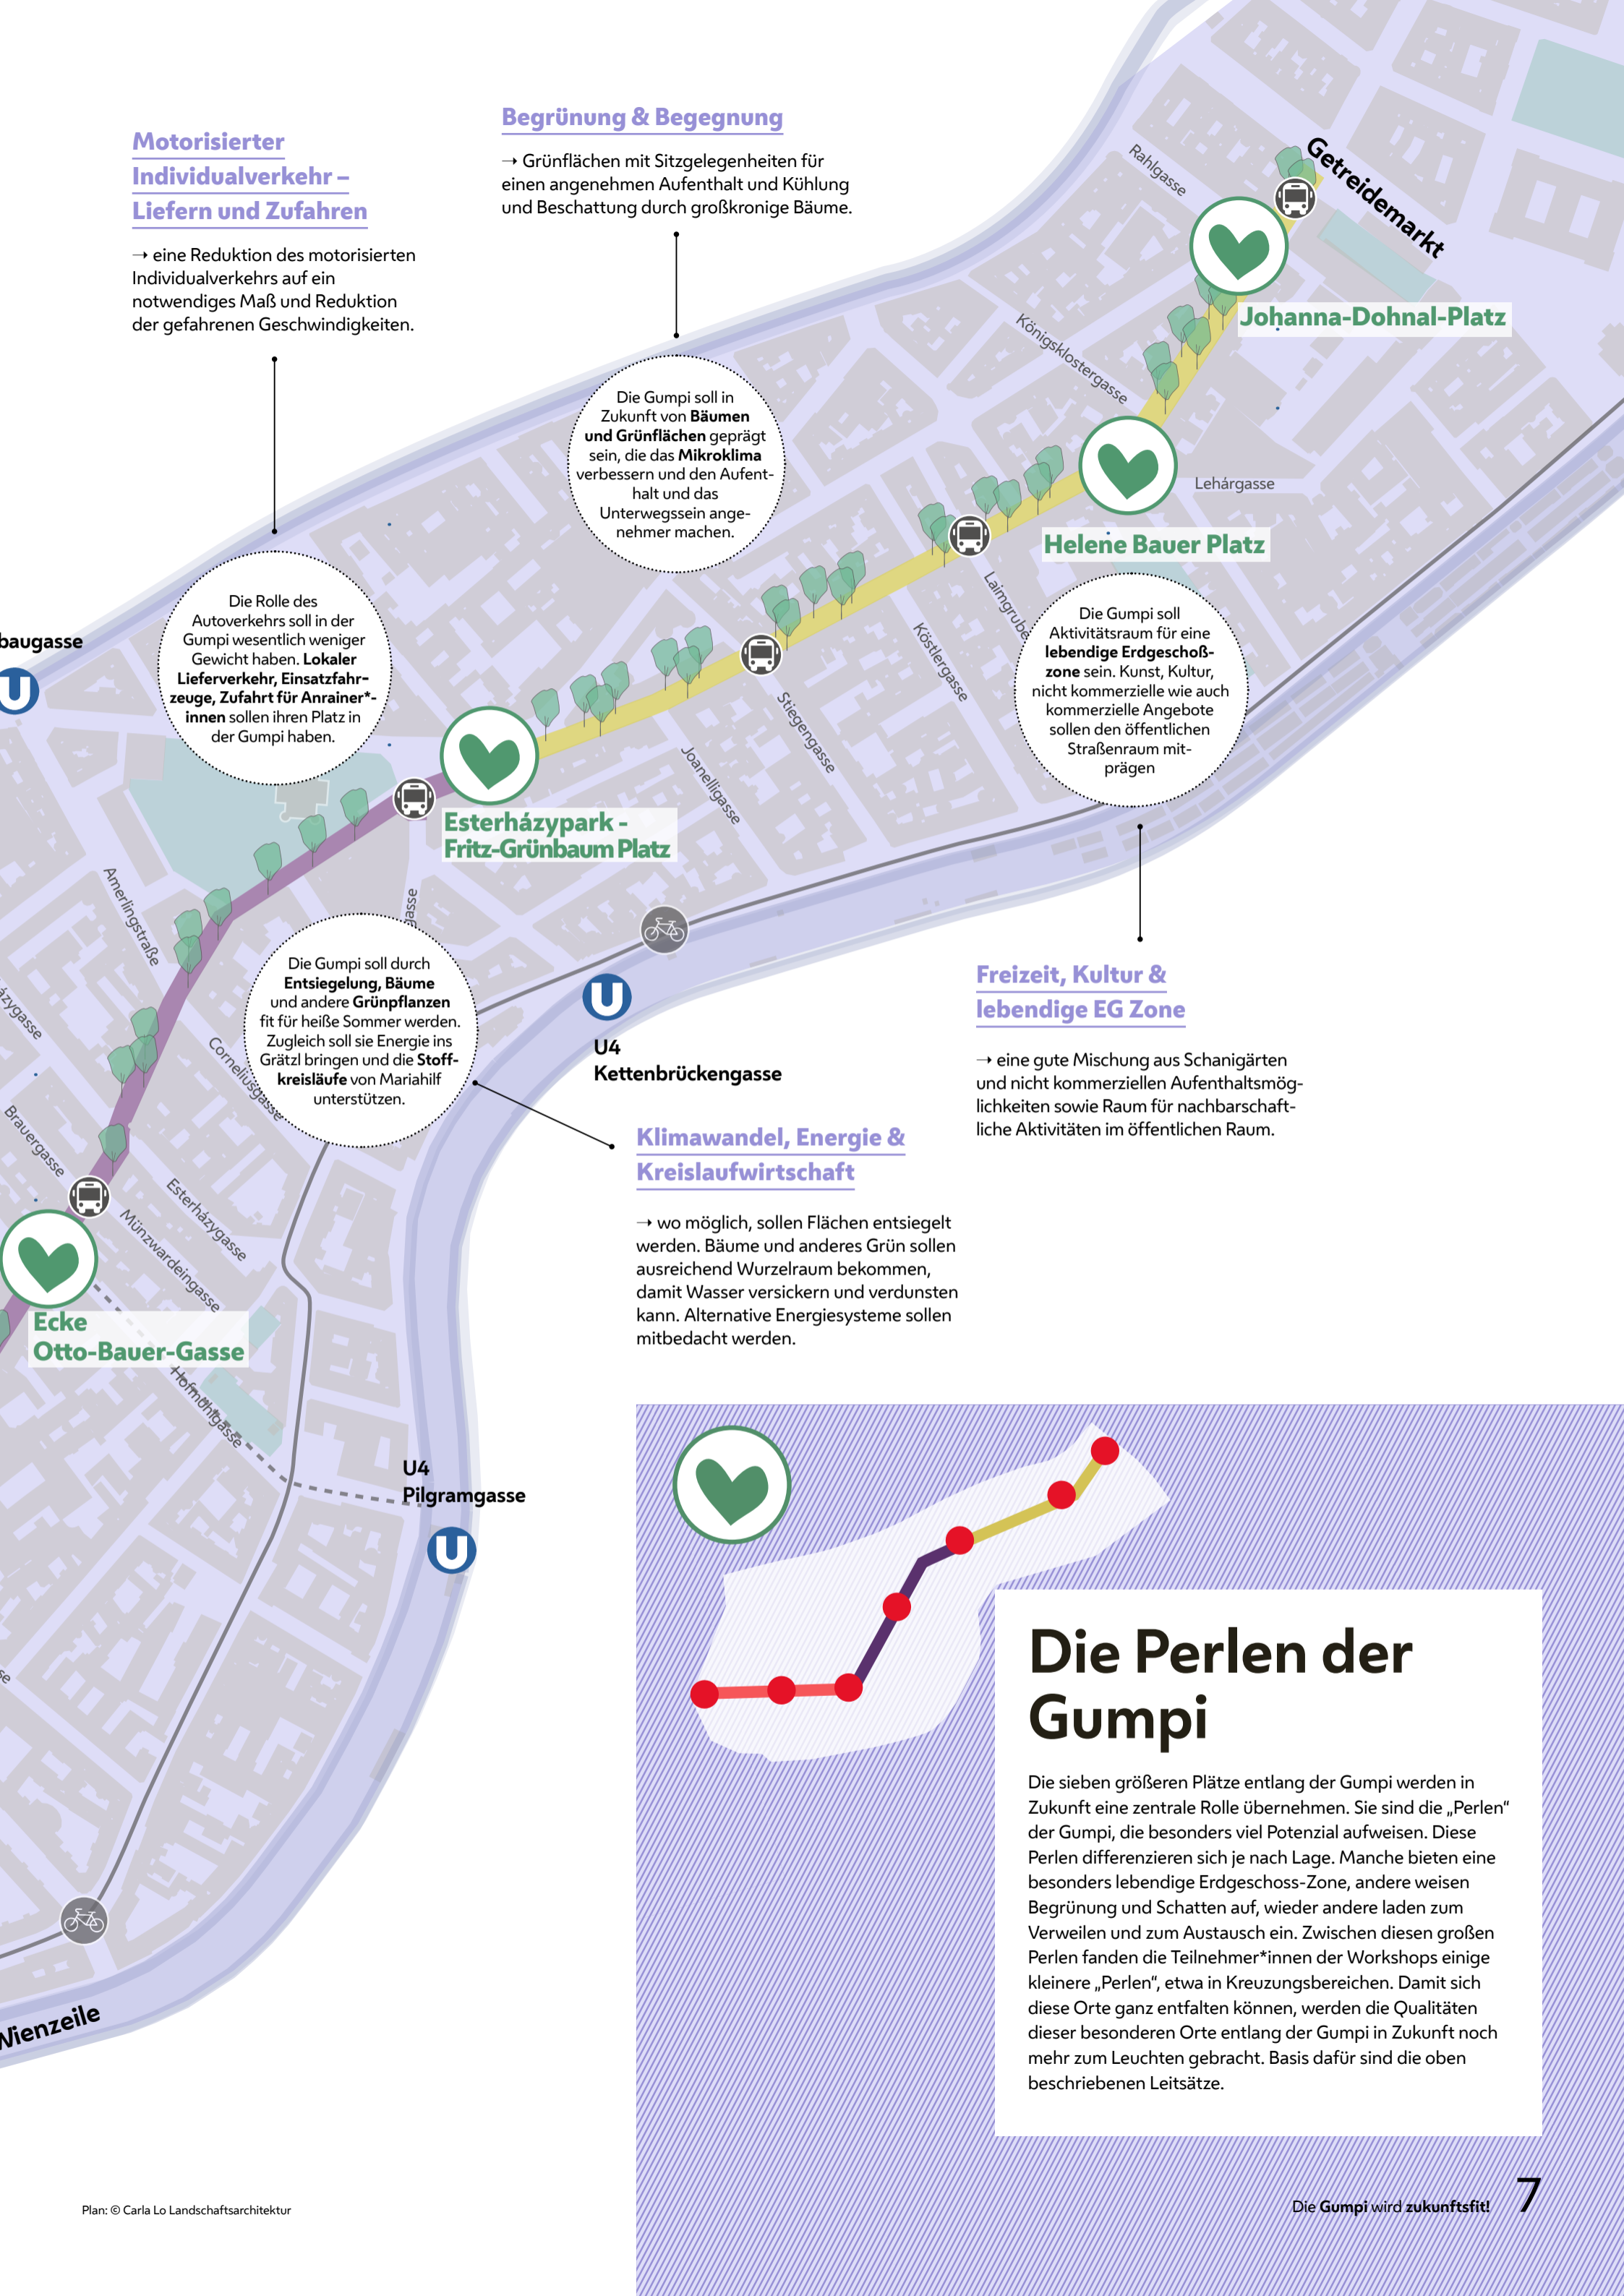 Motorisierter
Individualverkehr –
Liefern und Zufahren
→ eine Reduktion des motorisierten
Individualverkehrs auf ein
notwendiges Maß und Reduktion
der gefahrenen Geschwindigkeiten.
Begrünung & Begegnung
→ Grünflächen mit Sitzgelegenheiten für
einen angenehmen Aufenthalt und Kühlung
und Beschattung durch großkronige Bäume.
Rahlgasse
Getreidemarkt
Johanna-Dohnal-Platz
Königsklostergasse
Die Gumpi soll in
Zukunft von Bäumen
und Grünflächen geprägt
sein, die das Mikroklima
verbessern und den Aufent-
halt und das
Unterwegssein ange-
nehmer machen.
Lehárgasse
Helene Bauer Platz
Laimgrube
Köstlergasse
Stiegengasse
Joanelligasse
Die Rolle des
Autoverkehrs soll in der
Gumpi wesentlich weniger
Gewicht haben. Lokaler
Lieferverkehr, Einsatzfahr-
zeuge, Zufahrt für Anrainer*-
innen sollen ihren Platz in
der Gumpi haben.
baugasse
U
Die Gumpi soll
Aktivitätsraum für eine
lebendige Erdgeschoß-
zone sein. Kunst, Kultur,
nicht kommerzielle wie auch
kommerzielle Angebote
sollen den öffentlichen
Straßenraum mit-
prägen
Esterházypark -
Fritz-Grünbaum Platz
Amerlingstraße
gasse
ázygasse
Corneliusgasse
Die Gumpi soll durch
Entsiegelung, Bäume
und andere Grünpflanzen
fit für heiße Sommer werden.
Zugleich soll sie Energie ins
Grätzl bringen und die Stoff-
kreisläufe von Mariahilf
unterstützen.
U
U4
Kettenbrückengasse
Freizeit, Kultur &
lebendige EG Zone
→ eine gute Mischung aus Schanigärten
und nicht kommerziellen Aufenthaltsmög-
lichkeiten sowie Raum für nachbarschaft-
liche Aktivitäten im öffentlichen Raum.
Klimawandel, Energie &
Kreislaufwirtschaft
→ wo möglich, sollen Flächen entsiegelt
werden. Bäume und anderes Grün sollen
ausreichend Wurzelraum bekommen,
damit Wasser versickern und verdunsten
kann. Alternative Energiesysteme sollen
mitbedacht werden.
Brauergasse
Esterházygasse
Münzwardeingasse
Ecke
Otto-Bauer-Gasse
Hofmühlgasse
U4
Pilgramgasse
U
se
Wienzeile
Die Perlen der
Gumpi
Die sieben größeren Plätze entlang der Gumpi werden in
Zukunft eine zentrale Rolle übernehmen. Sie sind die „Perlen“
der Gumpi, die besonders viel Potenzial aufweisen. Diese
Perlen differenzieren sich je nach Lage. Manche bieten eine
besonders lebendige Erdgeschoss-Zone, andere weisen
Begrünung und Schatten auf, wieder andere laden zum
Verweilen und zum Austausch ein. Zwischen diesen großen
Perlen fanden die Teilnehmer*innen der Workshops einige
kleinere „Perlen“, etwa in Kreuzungsbereichen. Damit sich
diese Orte ganz entfalten können, werden die Qualitäten
dieser besonderen Orte entlang der Gumpi in Zukunft noch
mehr zum Leuchten gebracht. Basis dafür sind die oben
beschriebenen Leitsätze.
Plan: © Carla Lo Landschaftsarchitektur
Die Gumpi wird zukunftsfit! 7